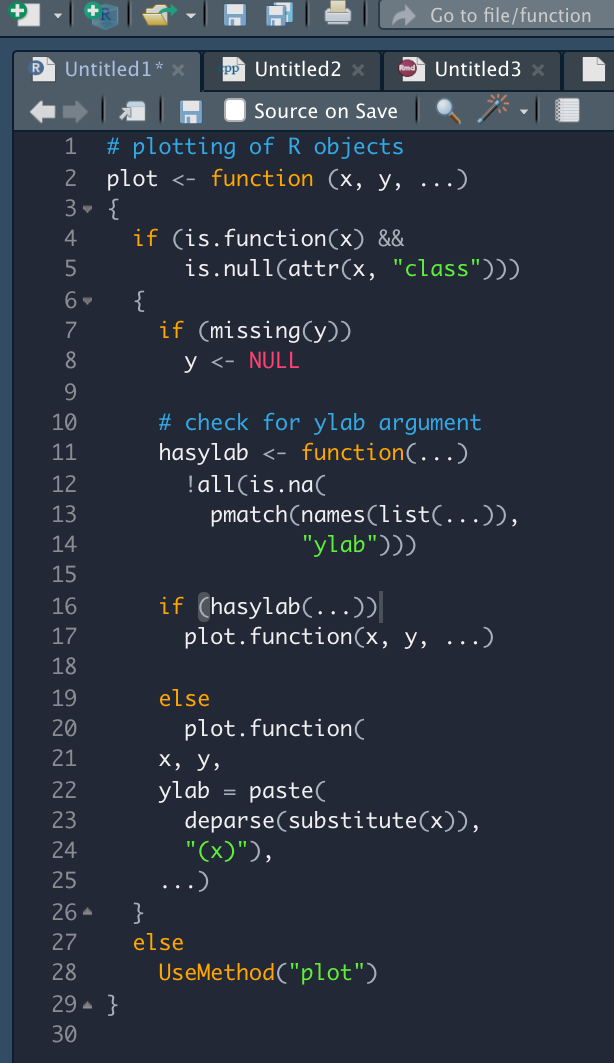 Go to file/function
Untitled1* Untitled2 Untitled3
Source on Save
1 # plotting of R objects
2 plot <- function (x, y, ...)
3 {
4   if (is.function(x) &&
5       is.null(attr(x, "class")))
6   {
7     if (missing(y))
8       y <- NULL
9
10     # check for ylab argument
11     hasylab <- function(...)
12       !all(is.na(
13         pmatch(names(list(...)),
14                "ylab")))
15
16     if (hasylab(...))
17       plot.function(x, y, ...)
18
19     else
20       plot.function(
21     x, y,
22     ylab = paste(
23       deparse(substitute(x)),
24       "(x)"),
25     ...)
26   }
27   else
28     UseMethod("plot")
29 }
30